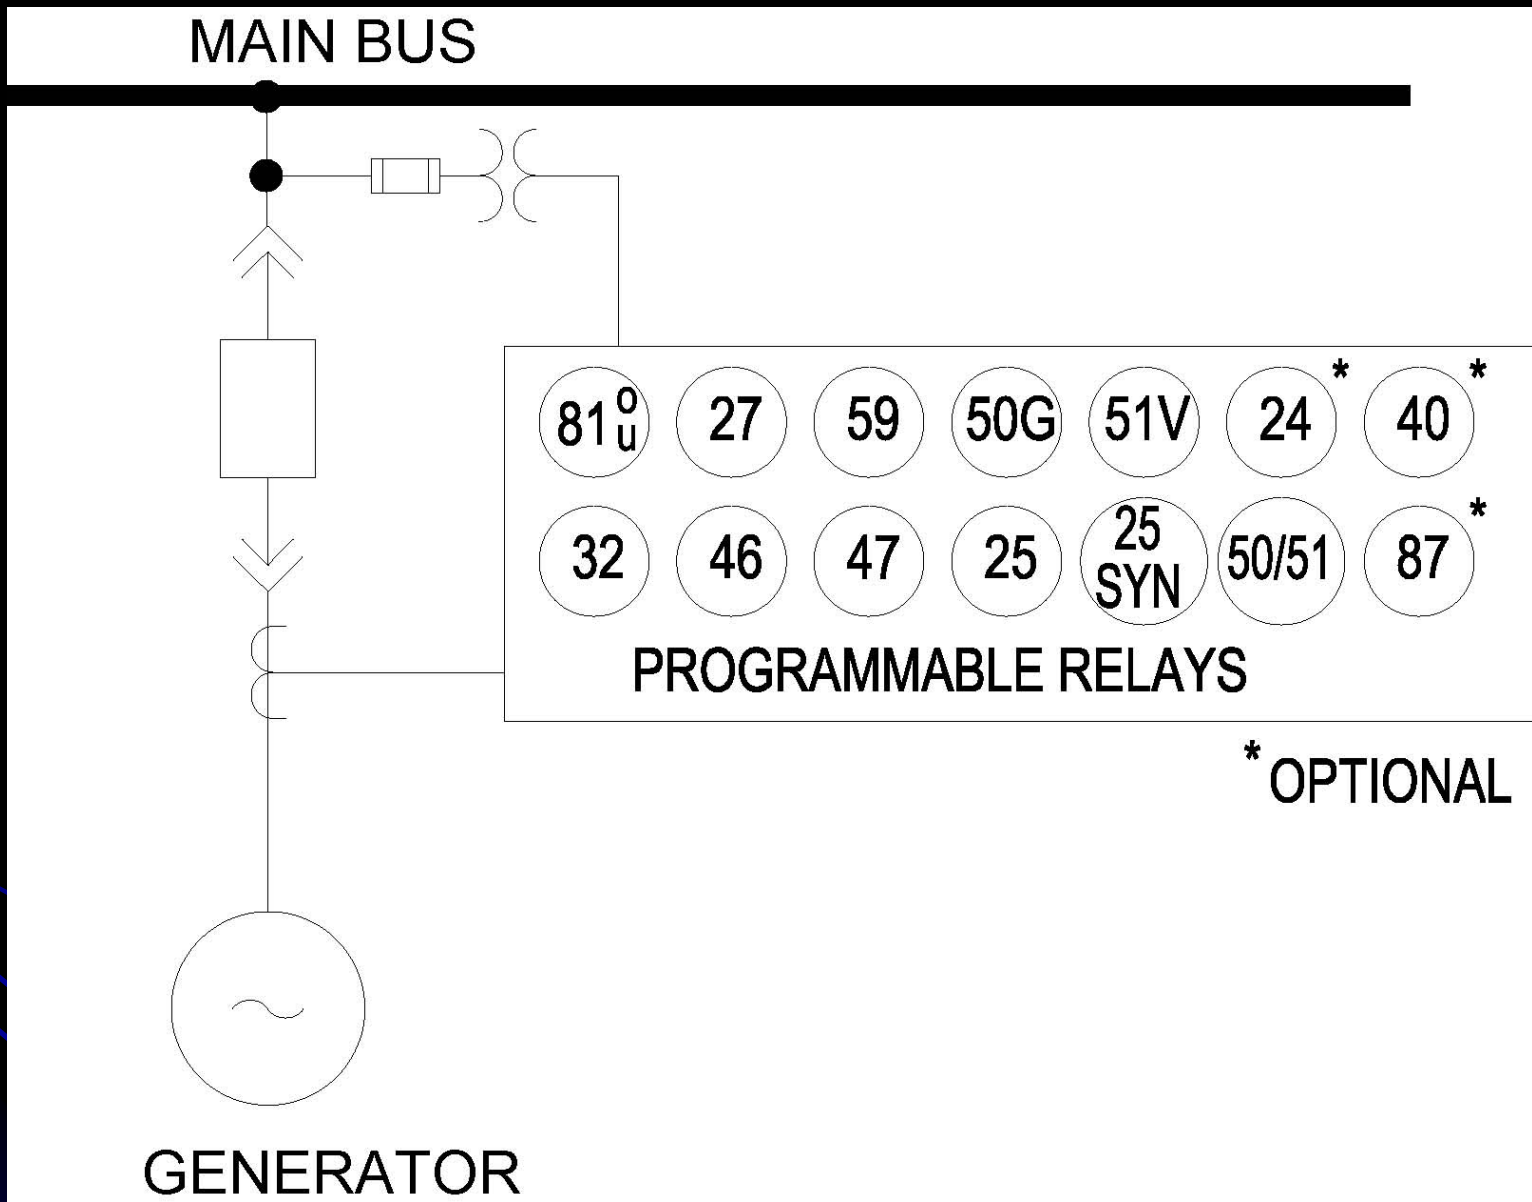 MAIN BUS
81 o u 27 59 50G 51V 24 * 40 *
32 46 47 25 25 SYN 50/51 87 *
PROGRAMMABLE RELAYS
* OPTIONAL
GENERATOR